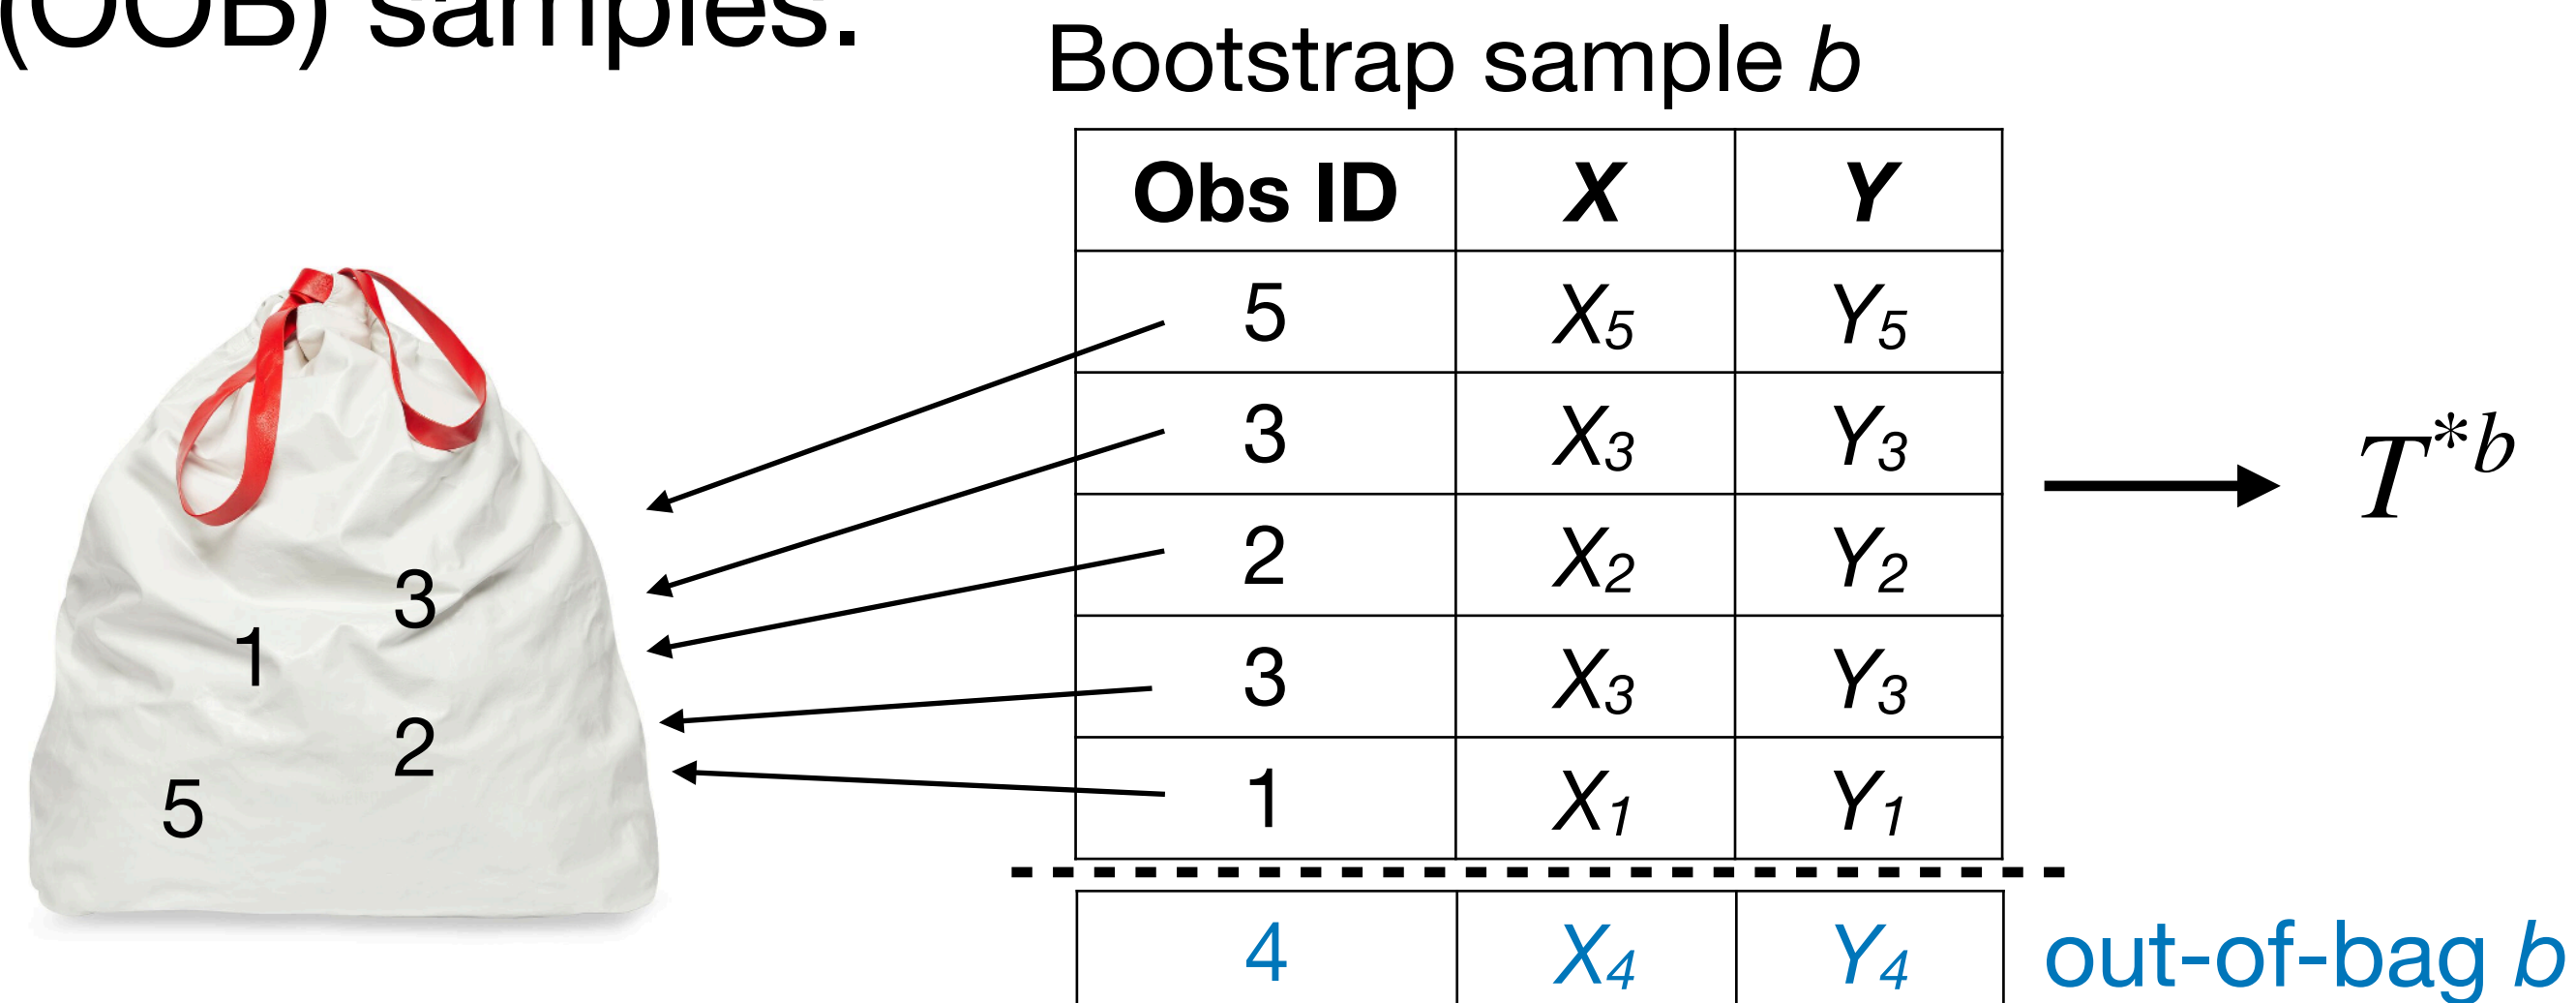 (OOB) samples.
Bootstrap sample b
Obs ID X Y
5 X5 Y5
3 X3 Y3
2 X2 Y2
3 X3 Y3
1 X1 Y1
4 X4 Y4 out-of-bag b
T*b
3
1
2
5